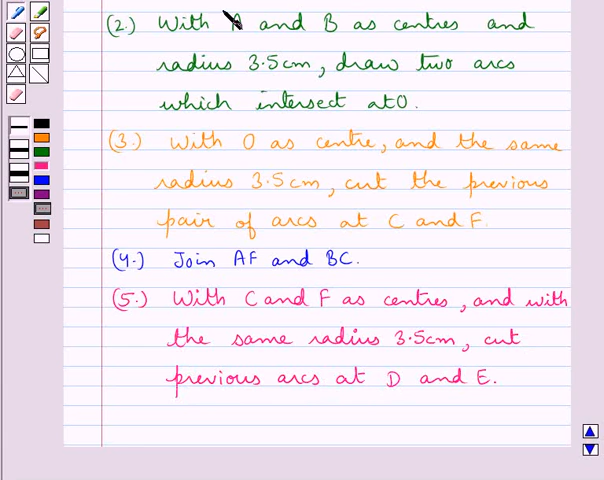 (2.) With A and B as centres and
radius 3.5cm, draw two arcs
which intersect at O.
(3.) With O as centre, and the same
radius 3.5cm, cut the previous
pair of arcs at C and F.
(4.) Join AF and BC.
(5.) With C and F as centres, and with
the same radius 3.5cm, cut
previous arcs at D and E.